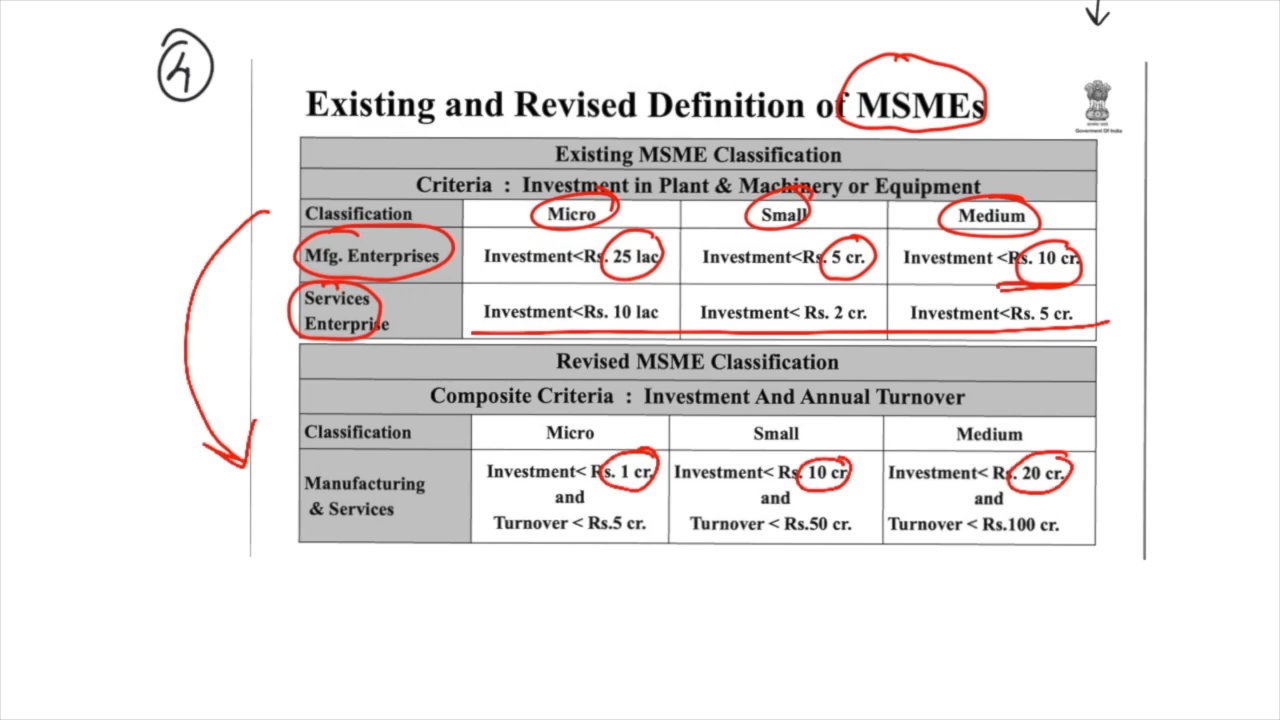 4
Existing and Revised Definition of MSMEs
Government Of India
Existing MSME Classification
Criteria : Investment in Plant & Machinery or Equipment
Classification Micro Small Medium
Mfg. Enterprises Investment<Rs. 25 lac Investment<Rs. 5 cr. Investment <Rs. 10 cr.
Services
Enterprise Investment<Rs. 10 lac Investment< Rs. 2 cr. Investment<Rs. 5 cr.
Revised MSME Classification
Composite Criteria : Investment And Annual Turnover
Classification Micro Small Medium
Manufacturing
& Services
Investment< Rs. 1 cr.
and
Turnover < Rs.5 cr.
Investment< Rs. 10 cr
and
Turnover < Rs.50 cr.
Investment< Rs. 20 cr.
and
Turnover < Rs.100 cr.